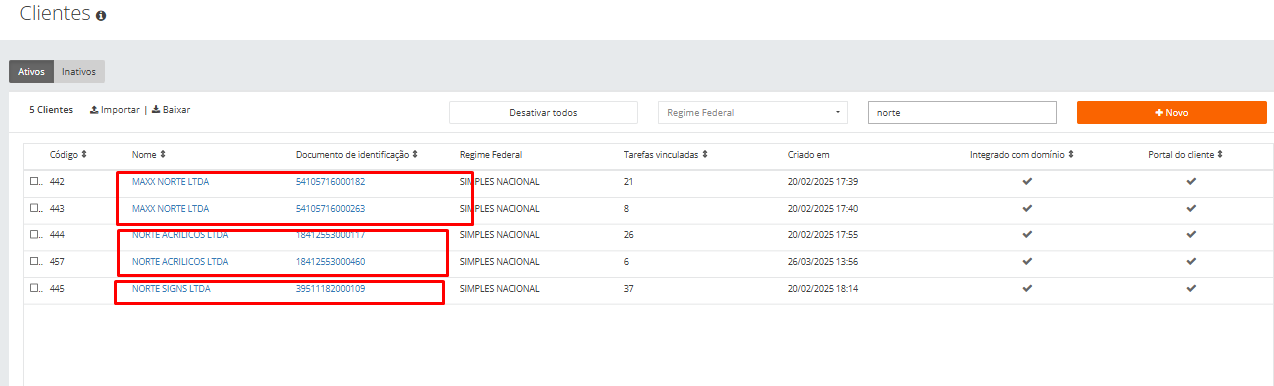 Clientes
Ativos Inativos
5 Clientes Importar | Baixar Desativar todos Regime Federal norte Novo
Código Nome Documento de identificação Regime Federal Tarefas vinculadas Criado em Integrado com domínio Portal do cliente
442 MAXX NORTE LTDA 54105716000182 SIMPLES NACIONAL 21 20/02/2025 17:39
443 MAXX NORTE LTDA 54105716000263 SIMPLES NACIONAL 8 20/02/2025 17:40
444 NORTE ACRILICOS LTDA 18412553000117 SIMPLES NACIONAL 26 20/02/2025 17:55
457 NORTE ACRILICOS LTDA 18412553000460 SIMPLES NACIONAL 6 26/03/2025 13:56
445 NORTE SIGNS LTDA 39511182000109 SIMPLES NACIONAL 37 20/02/2025 18:14